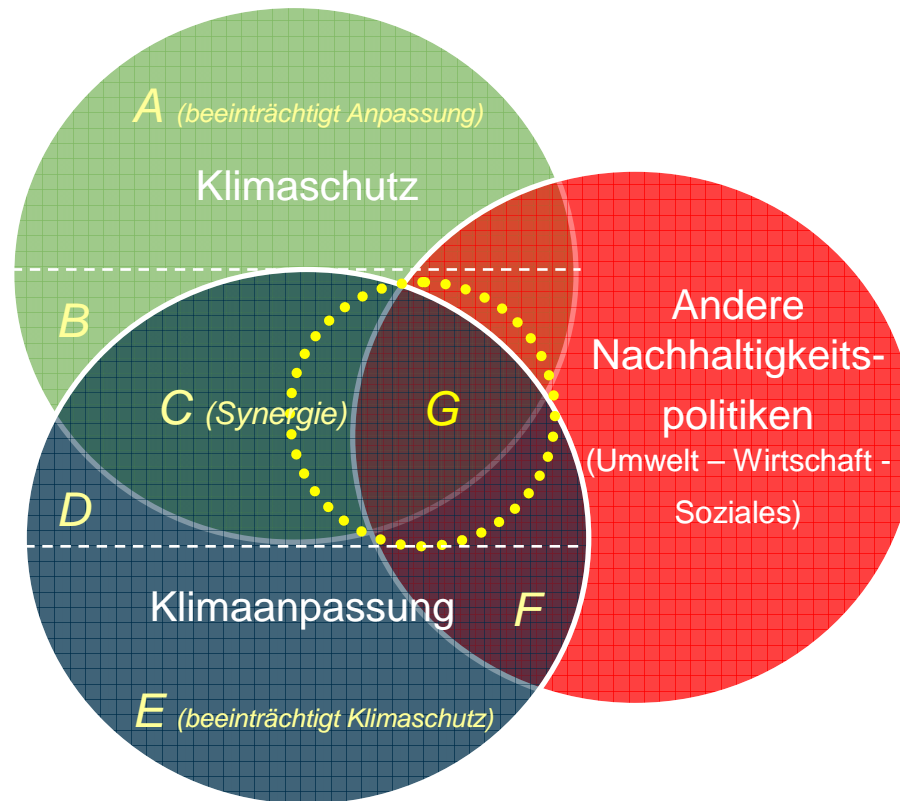 A (beeinträchtigt Anpassung)
Klimaschutz
B
C (Synergie)
G
Andere
Nachhaltigkeits-
politiken
(Umwelt – Wirtschaft -
Soziales)
D
Klimaanpassung
F
E (beeinträchtigt Klimaschutz)